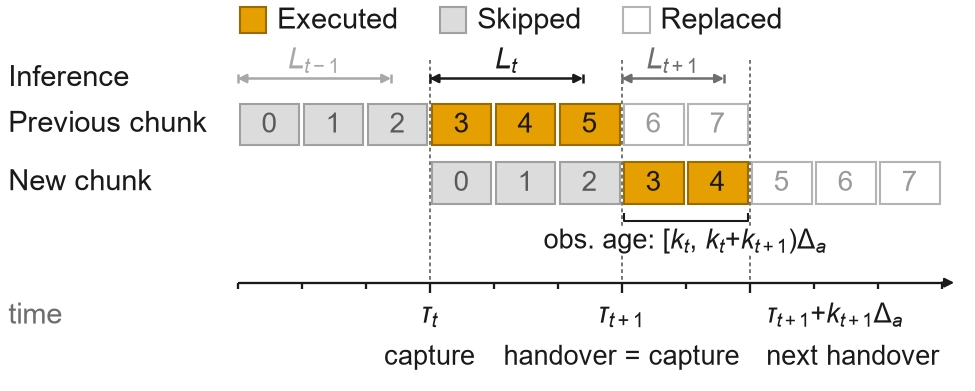 Executed Skipped Replaced
Inference L_{t−1} L_t L_{t+1}
Previous chunk 0 1 2 3 4 5 6 7
New chunk 0 1 2 3 4 5 6 7
obs. age: [k_t, k_t+k_{t+1})Δ_a
time τ_t τ_{t+1} τ_{t+1}+k_{t+1}Δ_a
capture handover = capture next handover